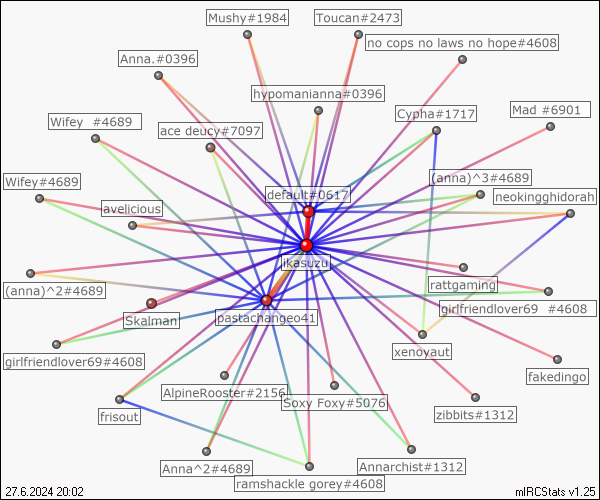 Mushy#1984
Toucan#2473
no cops no laws no hope#4608
Anna.#0396
hypomanianna#0396
Cypha#1717
Mad #6901
Wifey #4689
ace deucy#7097
Wifey#4689
(anna)^3#4689
default#0617
neokingghidorah
avelicious
ikasuzu
(anna)^2#4689
rattgaming
girlfriendlover69 #4608
Skalman
pastachangeo41
girlfriendlover69#4608
xenoyaut
fakedingo
AlpineRooster#2156
Soxy Foxy#5076
frisout
zibbits#1312
Anna^2#4689
Annarchist#1312
ramshackle gorey#4608
27.6.2024 20:02
mIRCStats v1.25